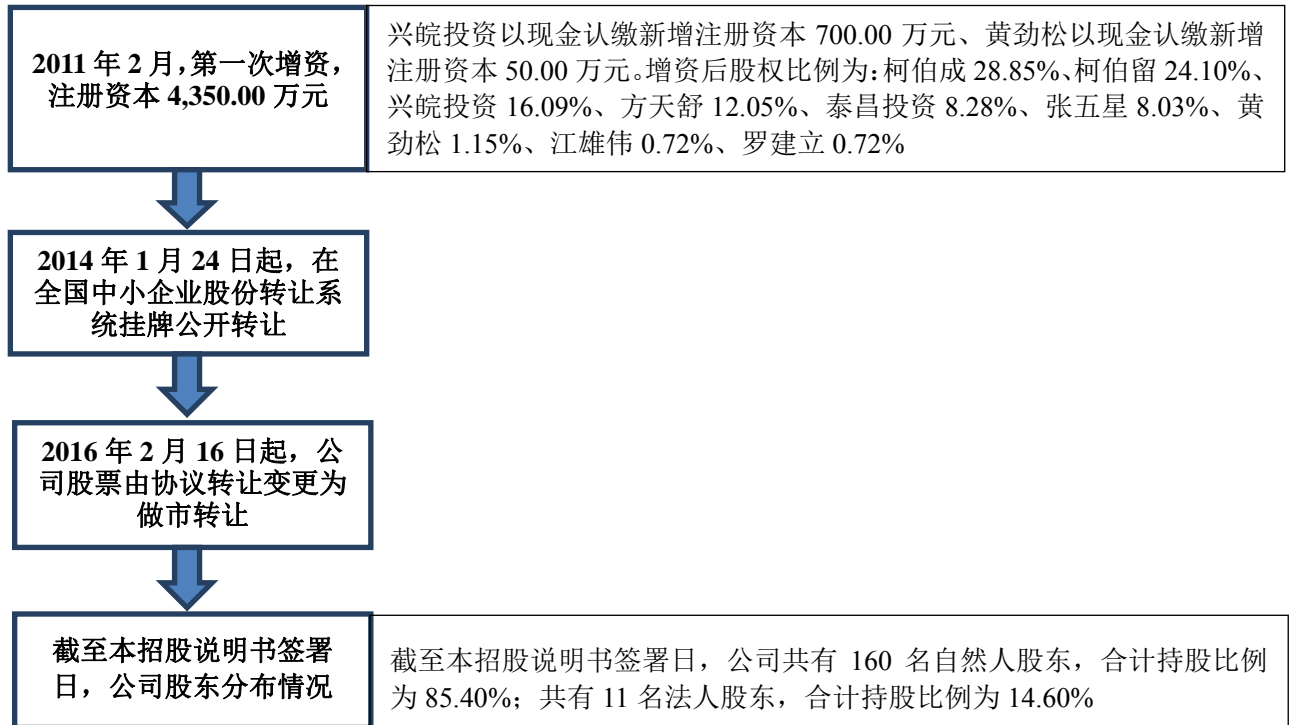 2011 年 2 月，第一次增资，
注册资本 4,350.00 万元
兴皖投资以现金认缴新增注册资本 700.00 万元、黄劲松以现金认缴新增
注册资本 50.00 万元。增资后股权比例为：柯伯成 28.85%、柯伯留 24.10%、
兴皖投资 16.09%、方天舒 12.05%、泰昌投资 8.28%、张五星 8.03%、黄
劲松 1.15%、江雄伟 0.72%、罗建立 0.72%
2014 年 1 月 24 日起，在
全国中小企业股份转让系
统挂牌公开转让
2016 年 2 月 16 日起，公
司股票由协议转让变更为
做市转让
截至本招股说明书签署
日，公司股东分布情况
截至本招股说明书签署日，公司共有 160 名自然人股东，合计持股比例
为 85.40%；共有 11 名法人股东，合计持股比例为 14.60%